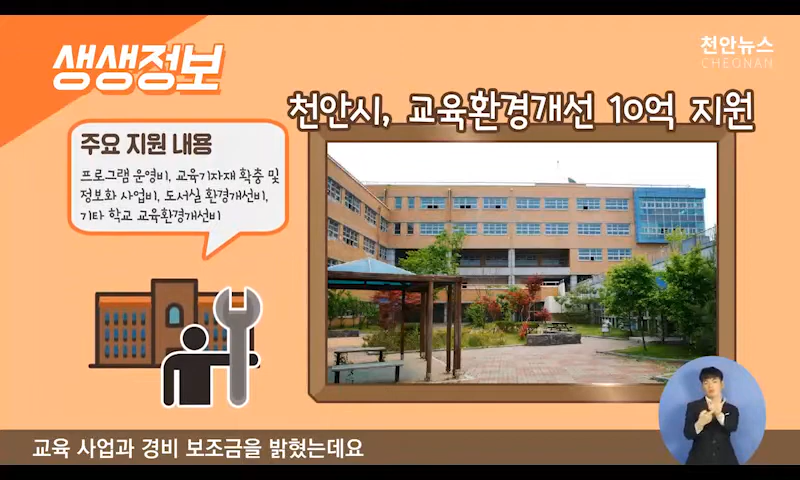 생생정보
천안뉴스
CHEONAN
천안시, 교육환경개선 10억 지원
주요 지원 내용
프로그램 운영비, 교육기자재 확충 및
정보화 사업비, 도서실 환경개선비,
기타 학교 교육환경개선비
교육 사업과 경비 보조금을 밝혔는데요